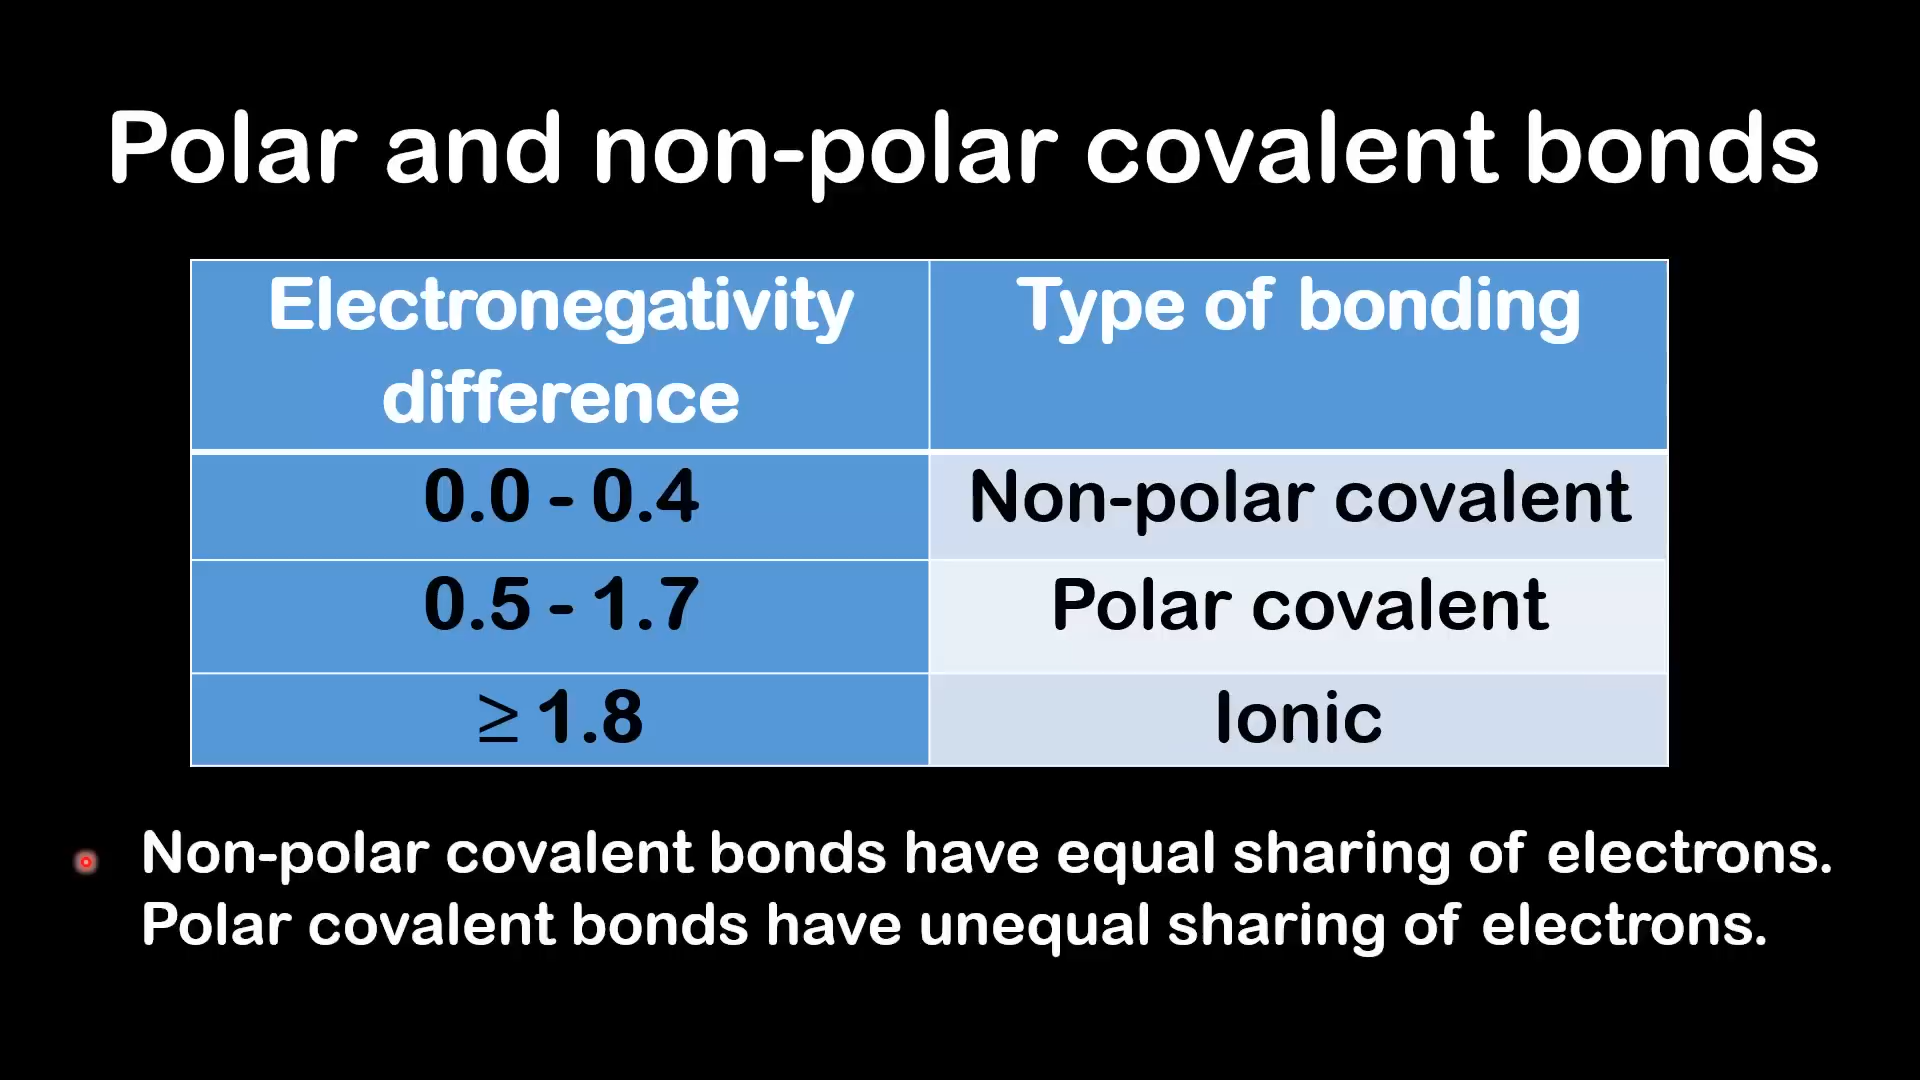 Polar and non-polar covalent bonds
Electronegativity difference
Type of bonding
0.0 - 0.4
Non-polar covalent
0.5 - 1.7
Polar covalent
≥ 1.8
Ionic
Non-polar covalent bonds have equal sharing of electrons.
Polar covalent bonds have unequal sharing of electrons.